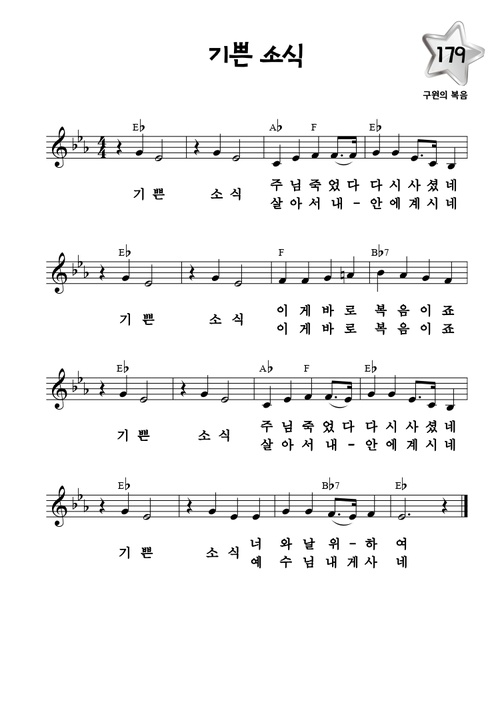 기쁜 소식
179
구원의 복음
E♭ A♭ F E♭
기 쁜 소 식 주 님 죽 었 다 다 시 사 셨 네
살 아 서 내 - 안 에 계 시 네
E♭ F B♭7
기 쁜 소 식 이 게 바 로 복 음 이 죠
이 게 바 로 복 음 이 죠
E♭ A♭ F E♭
기 쁜 소 식 주 님 죽 었 다 다 시 사 셨 네
살 아 서 내 - 안 에 계 시 네
E♭ B♭7 E♭
기 쁜 소 식 너 와 날 위 - 하 여
예 수 님 내 게 사 네